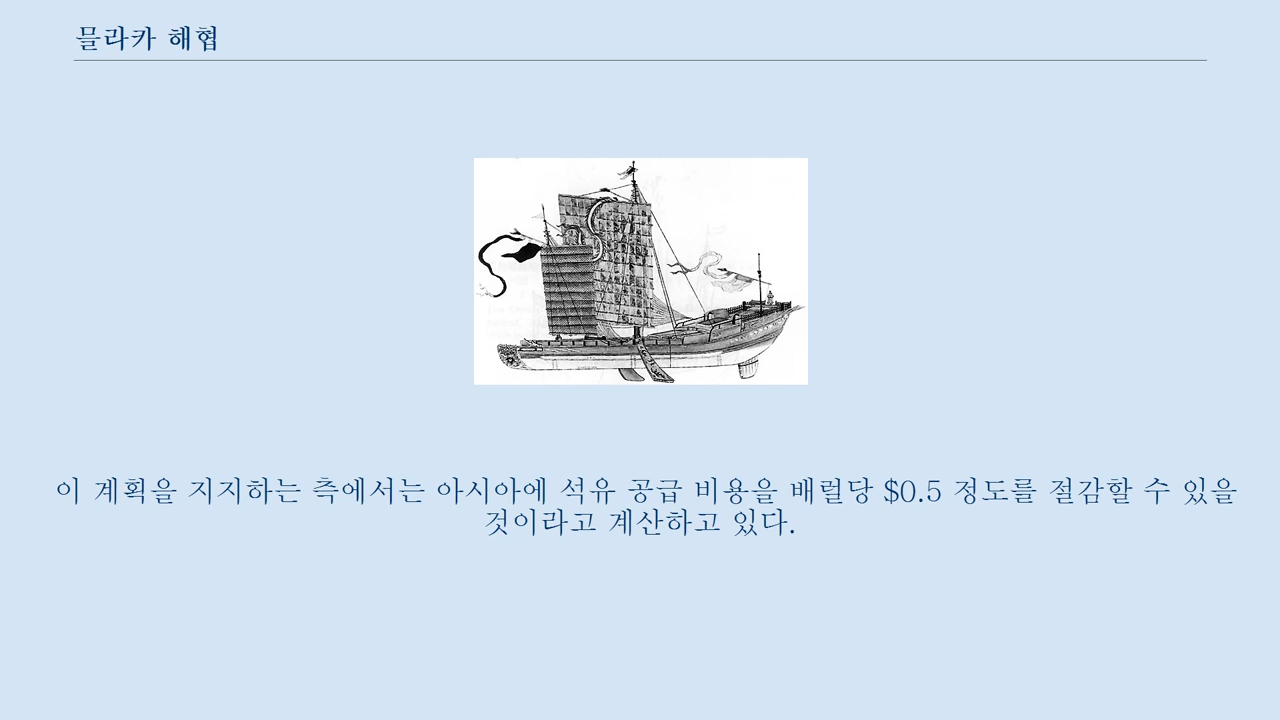 믈라카 해협
이 계획을 지지하는 측에서는 아시아에 석유 공급 비용을 배럴당 $0.5 정도를 절감할 수 있을
것이라고 계산하고 있다.